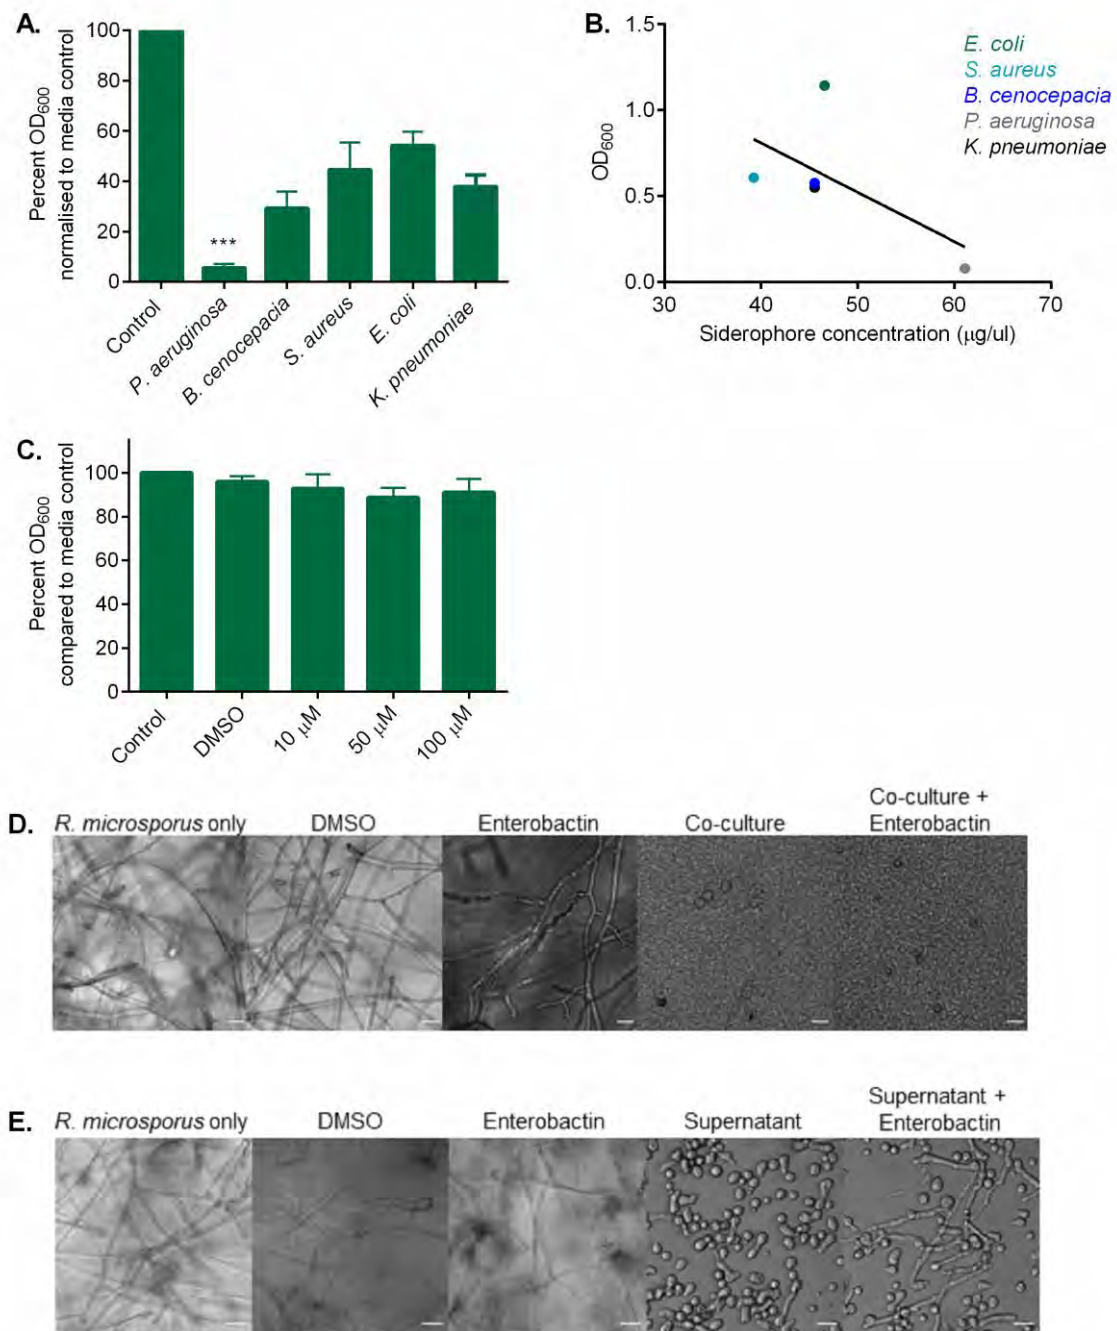 A.
Percent OD600
normalised to media control
100
80
60
40
20
0
***
Control
P. aeruginosa
B. cenocepacia
S. aureus
E. coli
K. pneumoniae
B.
OD600
1.5
1.0
0.5
0.0
30 40 50 60 70
Siderophore concentration (µg/ul)
E. coli
S. aureus
B. cenocepacia
P. aeruginosa
K. pneumoniae
C.
Percent OD600
compared to media control
100
80
60
40
20
0
Control
DMSO
10 µM
50 µM
100 µM
D.
R. microsporus only
DMSO
Enterobactin
Co-culture
Co-culture +
Enterobactin
E.
R. microsporus only
DMSO
Enterobactin
Supernatant
Supernatant +
Enterobactin